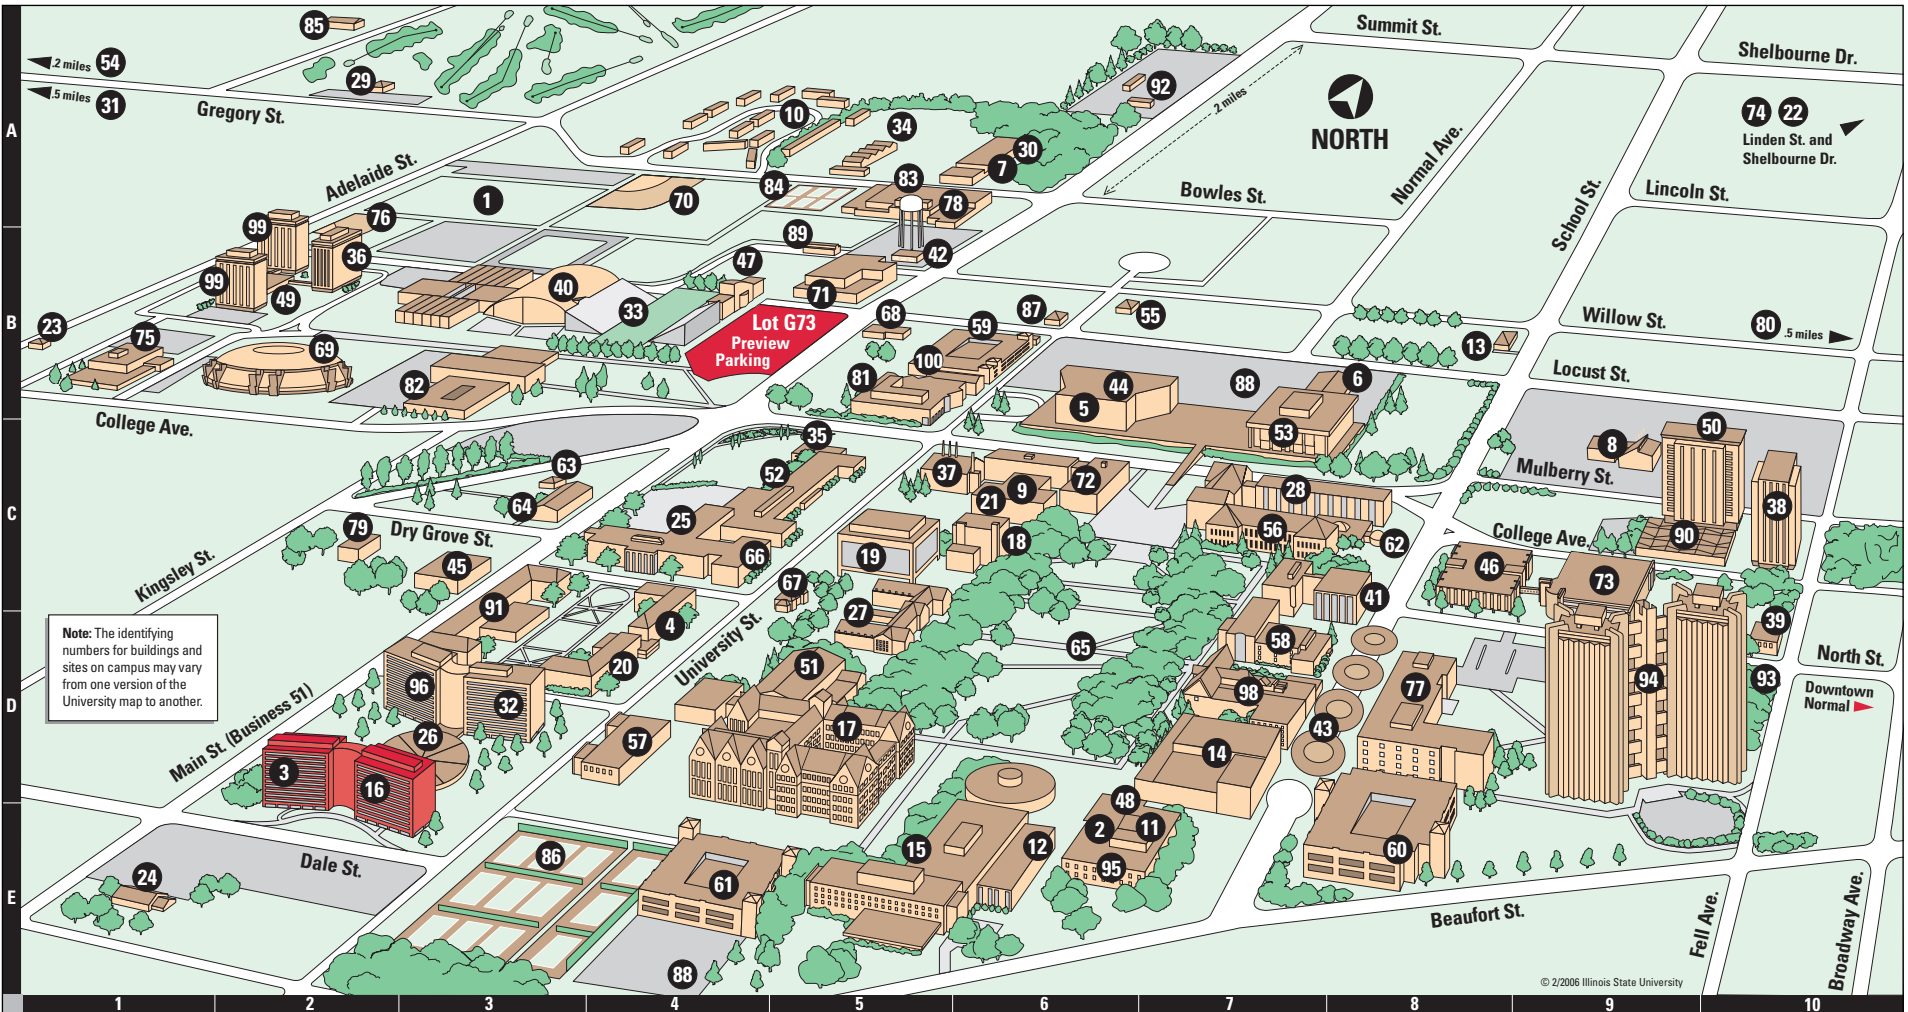 85
Summit St.
Shelbourne Dr.
.2 miles 54
29
92
.5 miles 31
Gregory St.
2 miles
NORTH
74 22
Linden St. and
Shelbourne Dr.
10
34
30
7
A
Adelaide St.
Normal Ave.
Bowles St.
Lincoln St.
School St.
1
84
83
70
78
99
76
89
36
42
47
99
49
40
33
71
68
87
55
Willow St.
80 .5 miles
B
23
75
69
Lot G73
Preview
Parking
59
13
100
Locust St.
82
81
44
88
6
5
53
College Ave.
35
50
8
Mulberry St.
63
52
37
72
64
9
21
28
38
C
79
Dry Grove St.
25
56
College Ave.
90
66
19
18
62
Kingsley St.
45
67
46
73
41
91
27
4
University St.
39
Note: The identifying
numbers for buildings and
sites on campus may vary
from one version of the
University map to another.
65
58
20
51
North St.
96
32
98
77
94
93
Downtown
Normal
D
Main St. (Business 51)
26
57
17
43
14
3
16
48
2
11
15
12
60
86
Dale St.
24
61
95
E
Beaufort St.
Fell Ave.
Broadway Ave.
88
© 2/2006 Illinois State University
1 2 3 4 5 6 7 8 9 10